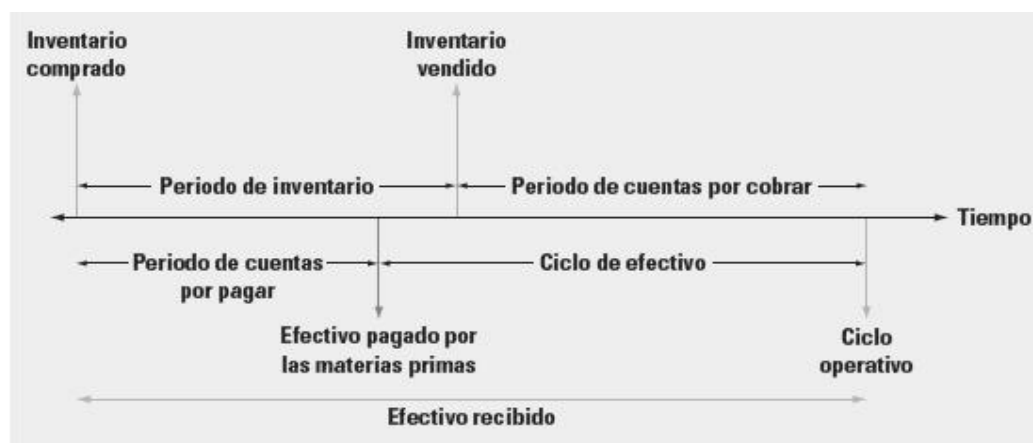 Inventario
comprado
Inventario
vendido
Periodo de inventario
Periodo de cuentas por cobrar
Tiempo
Periodo de cuentas
por pagar
Ciclo de efectivo
Efectivo pagado por
las materias primas
Ciclo
operativo
Efectivo recibido